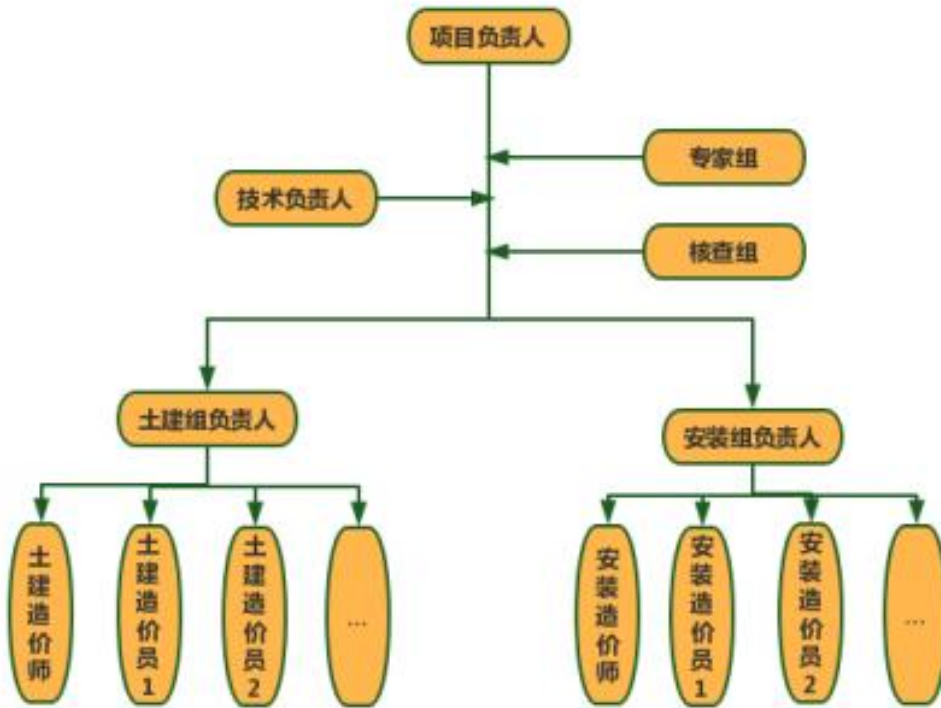 项目负责人
专家组
技术负责人
核查组
土建组负责人
安装组负责人
土建造价师
土建造价员1
土建造价员2
...
安装造价师
安装造价员1
安装造价员2
...